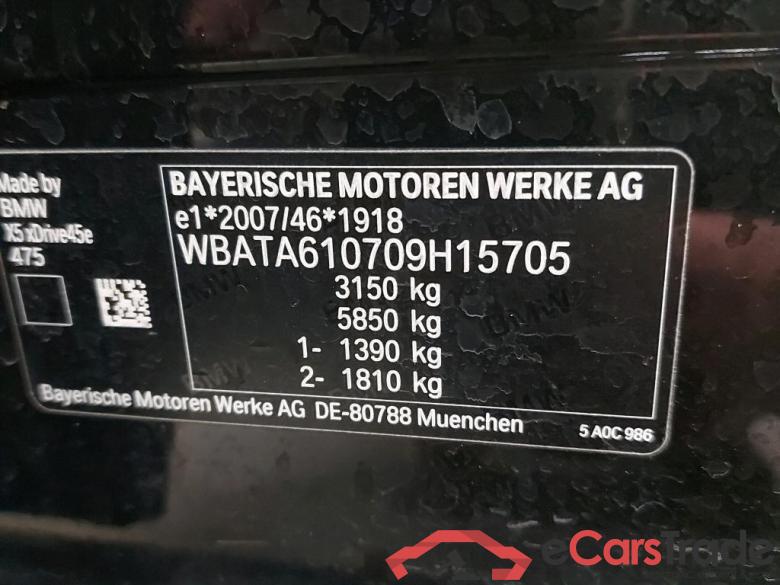 Made by
BMW
X5 xDrive45e
475
BAYERISCHE MOTOREN WERKE AG
e1*2007/46*1918
WBATA610709H15705
3150 kg
5850 kg
1- 1390 kg
2- 1810 kg
Bayerische Motoren Werke AG DE-80788 Muenchen
5 A0C 986
eCarsTrade